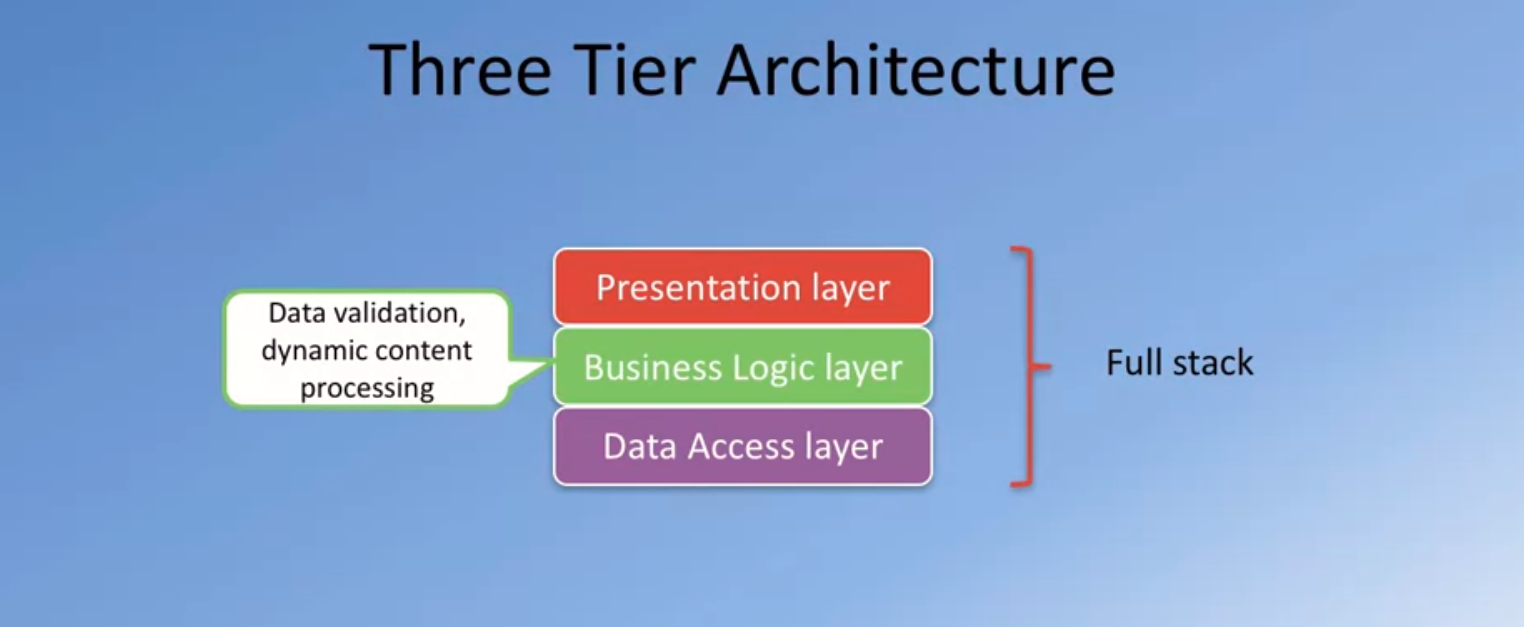 Three Tier Architecture
Presentation layer
Data validation,
dynamic content
processing
Business Logic layer
Full stack
Data Access layer